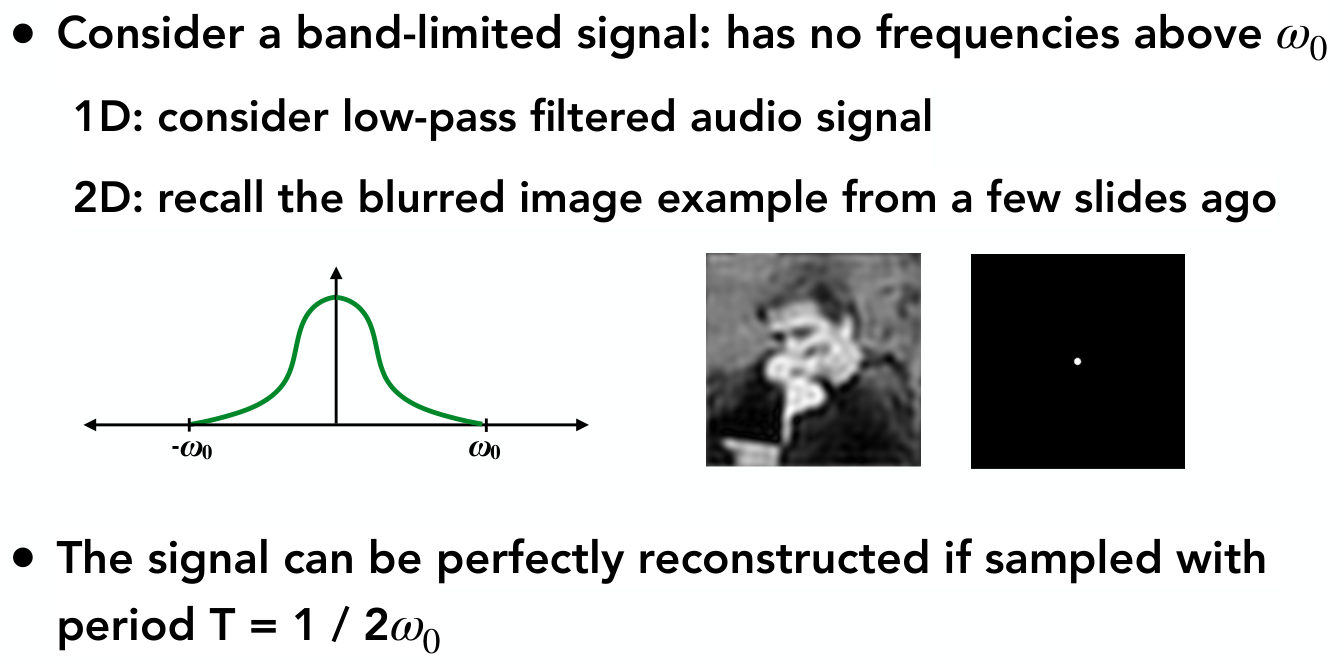 • Consider a band-limited signal: has no frequencies above ω₀
1D: consider low-pass filtered audio signal
2D: recall the blurred image example from a few slides ago
-ω₀ ω₀
• The signal can be perfectly reconstructed if sampled with
period T = 1 / 2ω₀